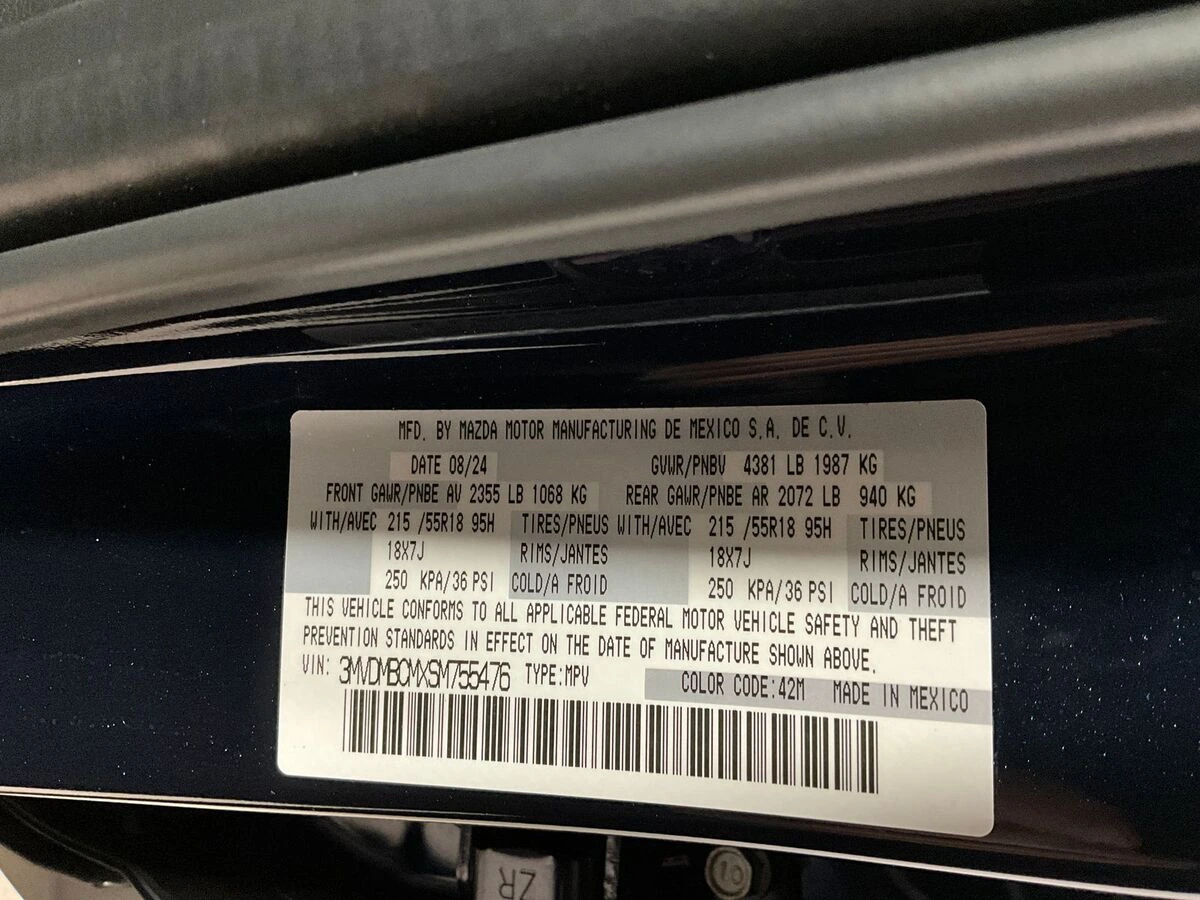 MFD. BY MAZDA MOTOR MANUFACTURING DE MEXICO S.A. DE C.V.
DATE 08/24 GVWR/PNBV 4381 LB 1987 KG
FRONT GAWR/PNBE AV 2355 LB 1068 KG REAR GAWR/PNBE AR 2072 LB 940 KG
WITH/AVEC 215 /55R18 95H TIRES/PNEUS WITH/AVEC 215 /55R18 95H TIRES/PNEUS
18X7J RIMS/JANTES 18X7J RIMS/JANTES
250 KPA/36 PSI COLD/A FROID 250 KPA/36 PSI COLD/A FROID
THIS VEHICLE CONFORMS TO ALL APPLICABLE FEDERAL MOTOR VEHICLE SAFETY AND THEFT
PREVENTION STANDARDS IN EFFECT ON THE DATE OF MANUFACTURE SHOWN ABOVE.
VIN: 3MVDMBCMXSM755476 TYPE:MPV COLOR CODE:42M MADE IN MEXICO
ZR 10